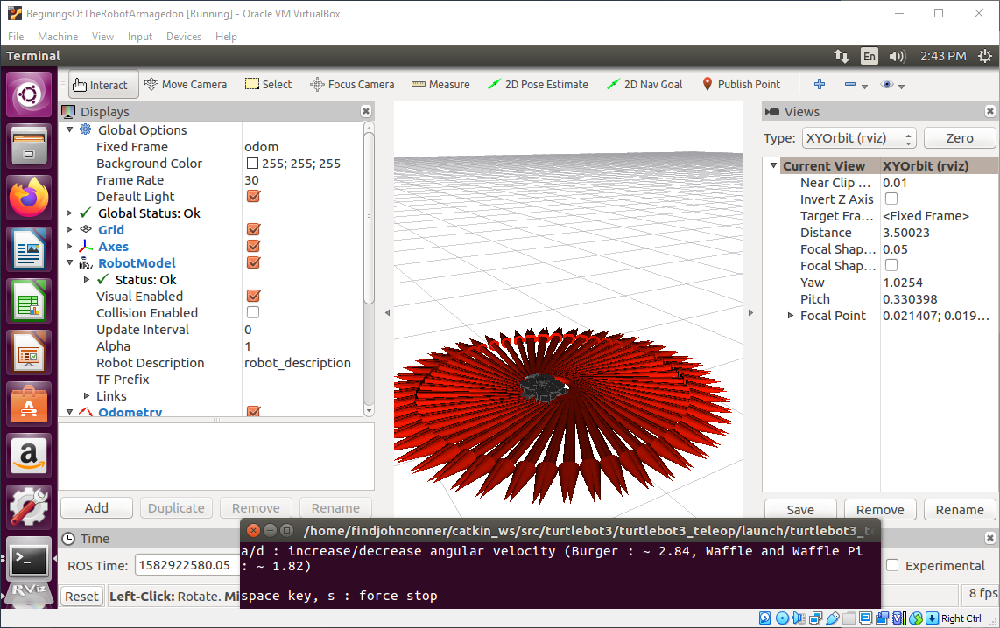 BeginingsOfTheRobotArmagedon [Running] - Oracle VM VirtualBox
File Machine View Input Devices Help
Terminal En 2:43 PM
Interact Move Camera Select Focus Camera Measure 2D Pose Estimate 2D Nav Goal Publish Point
Displays
Global Options
Fixed Frame odom
Background Color 255; 255; 255
Frame Rate 30
Default Light
Global Status: Ok
Grid
Axes
RobotModel
Status: Ok
Visual Enabled
Collision Enabled
Update Interval 0
Alpha 1
Robot Description robot_description
TF Prefix
Links
Odometry
Add Duplicate Remove Rename
Views
Type: XYOrbit (rviz) Zero
Current View XYOrbit (rviz)
Near Clip ... 0.01
Invert Z Axis
Target Fra... <Fixed Frame>
Distance 3.50023
Focal Shap... 0.05
Focal Shap...
Yaw 1.0254
Pitch 0.330398
Focal Point 0.021407; 0.019...
Save Remove Rename
Time
ROS Time: 1582922580.05
Experimental
Reset Left-Click: Rotate. 8 fps
/home/findjohnconner/catkin_ws/src/turtlebot3/turtlebot3_teleop/launch/turtlebot3_te
a/d : increase/decrease angular velocity (Burger : ~ 2.84, Waffle and Waffle Pi
: ~ 1.82)
space key, s : force stop
RViz
Right Ctrl